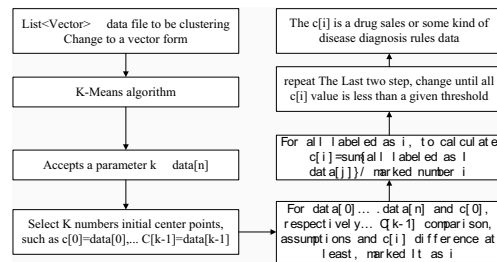 List<Vector> data file to be clustering
Change to a vector form
K-Means algorithm
Accepts a parameter k data[n]
Select K numbers initial center points,
such as c[0]=data[0],... C[k-1]=data[k-1]
The c[i] is a drug sales or some kind of
disease diagnosis rules data
repeat The Last two step, change until all
c[i] value is less than a given threshold
For all labeled as i, to calculate
c[i]=sum{all labeled as l
data[j]}/ marked number i
For data[0]... .data[n] and c[0],
respectively... C[k-1] comparison,
assumptions and c[i] difference at
least, marked It as i